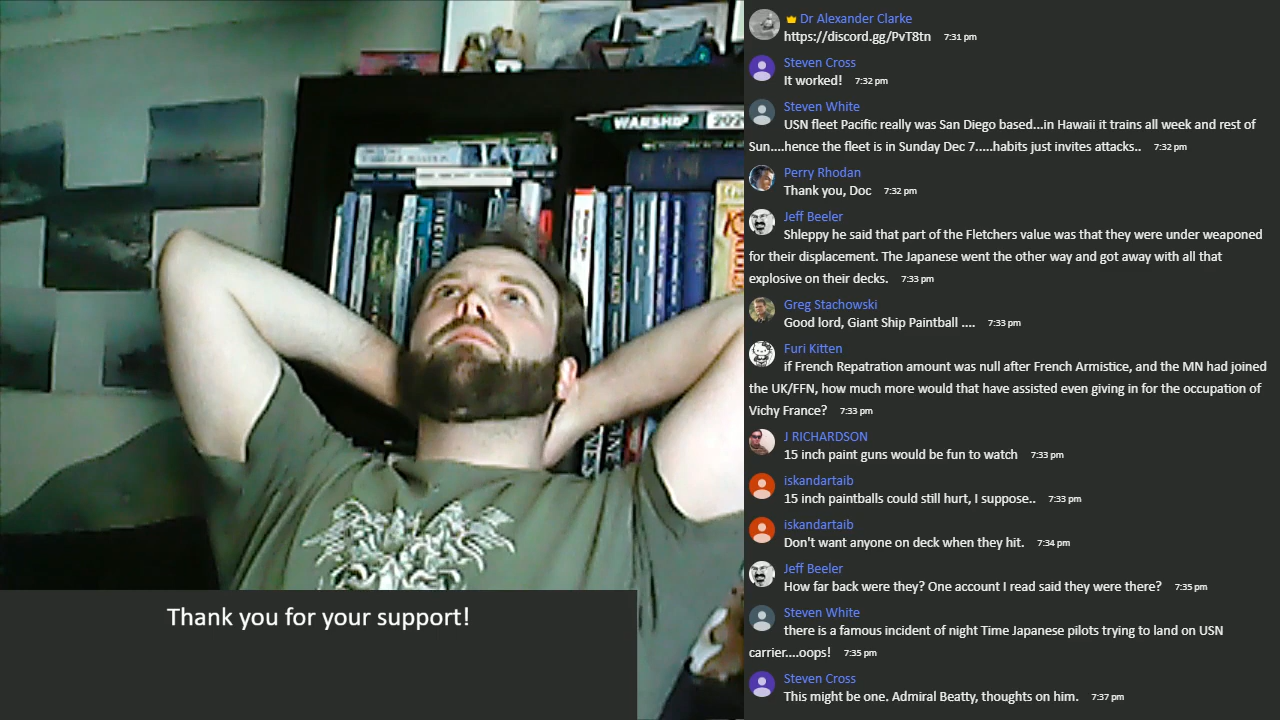 WARSHIP 202
Thank you for your support!
Dr Alexander Clarke
https://discord.gg/PvT8tn 7:31 pm
Steven Cross
It worked! 7:32 pm
Steven White
USN fleet Pacific really was San Diego based...in Hawaii it trains all week and rest of
Sun....hence the fleet is in Sunday Dec 7.....habits just invites attacks.. 7:32 pm
Perry Rhodan
Thank you, Doc 7:32 pm
Jeff Beeler
Shleppy he said that part of the Fletchers value was that they were under weaponed
for their displacement. The Japanese went the other way and got away with all that
explosive on their decks. 7:33 pm
Greg Stachowski
Good lord, Giant Ship Paintball .... 7:33 pm
Furi Kitten
if French Repatration amount was null after French Armistice, and the MN had joined
the UK/FFN, how much more would that have assisted even giving in for the occupation of
Vichy France? 7:33 pm
J RICHARDSON
15 inch paint guns would be fun to watch 7:33 pm
iskandartaib
15 inch paintballs could still hurt, I suppose.. 7:33 pm
iskandartaib
Don't want anyone on deck when they hit. 7:34 pm
Jeff Beeler
How far back were they? One account I read said they were there? 7:35 pm
Steven White
there is a famous incident of night Time Japanese pilots trying to land on USN
carrier....oops! 7:35 pm
Steven Cross
This might be one. Admiral Beatty, thoughts on him. 7:37 pm